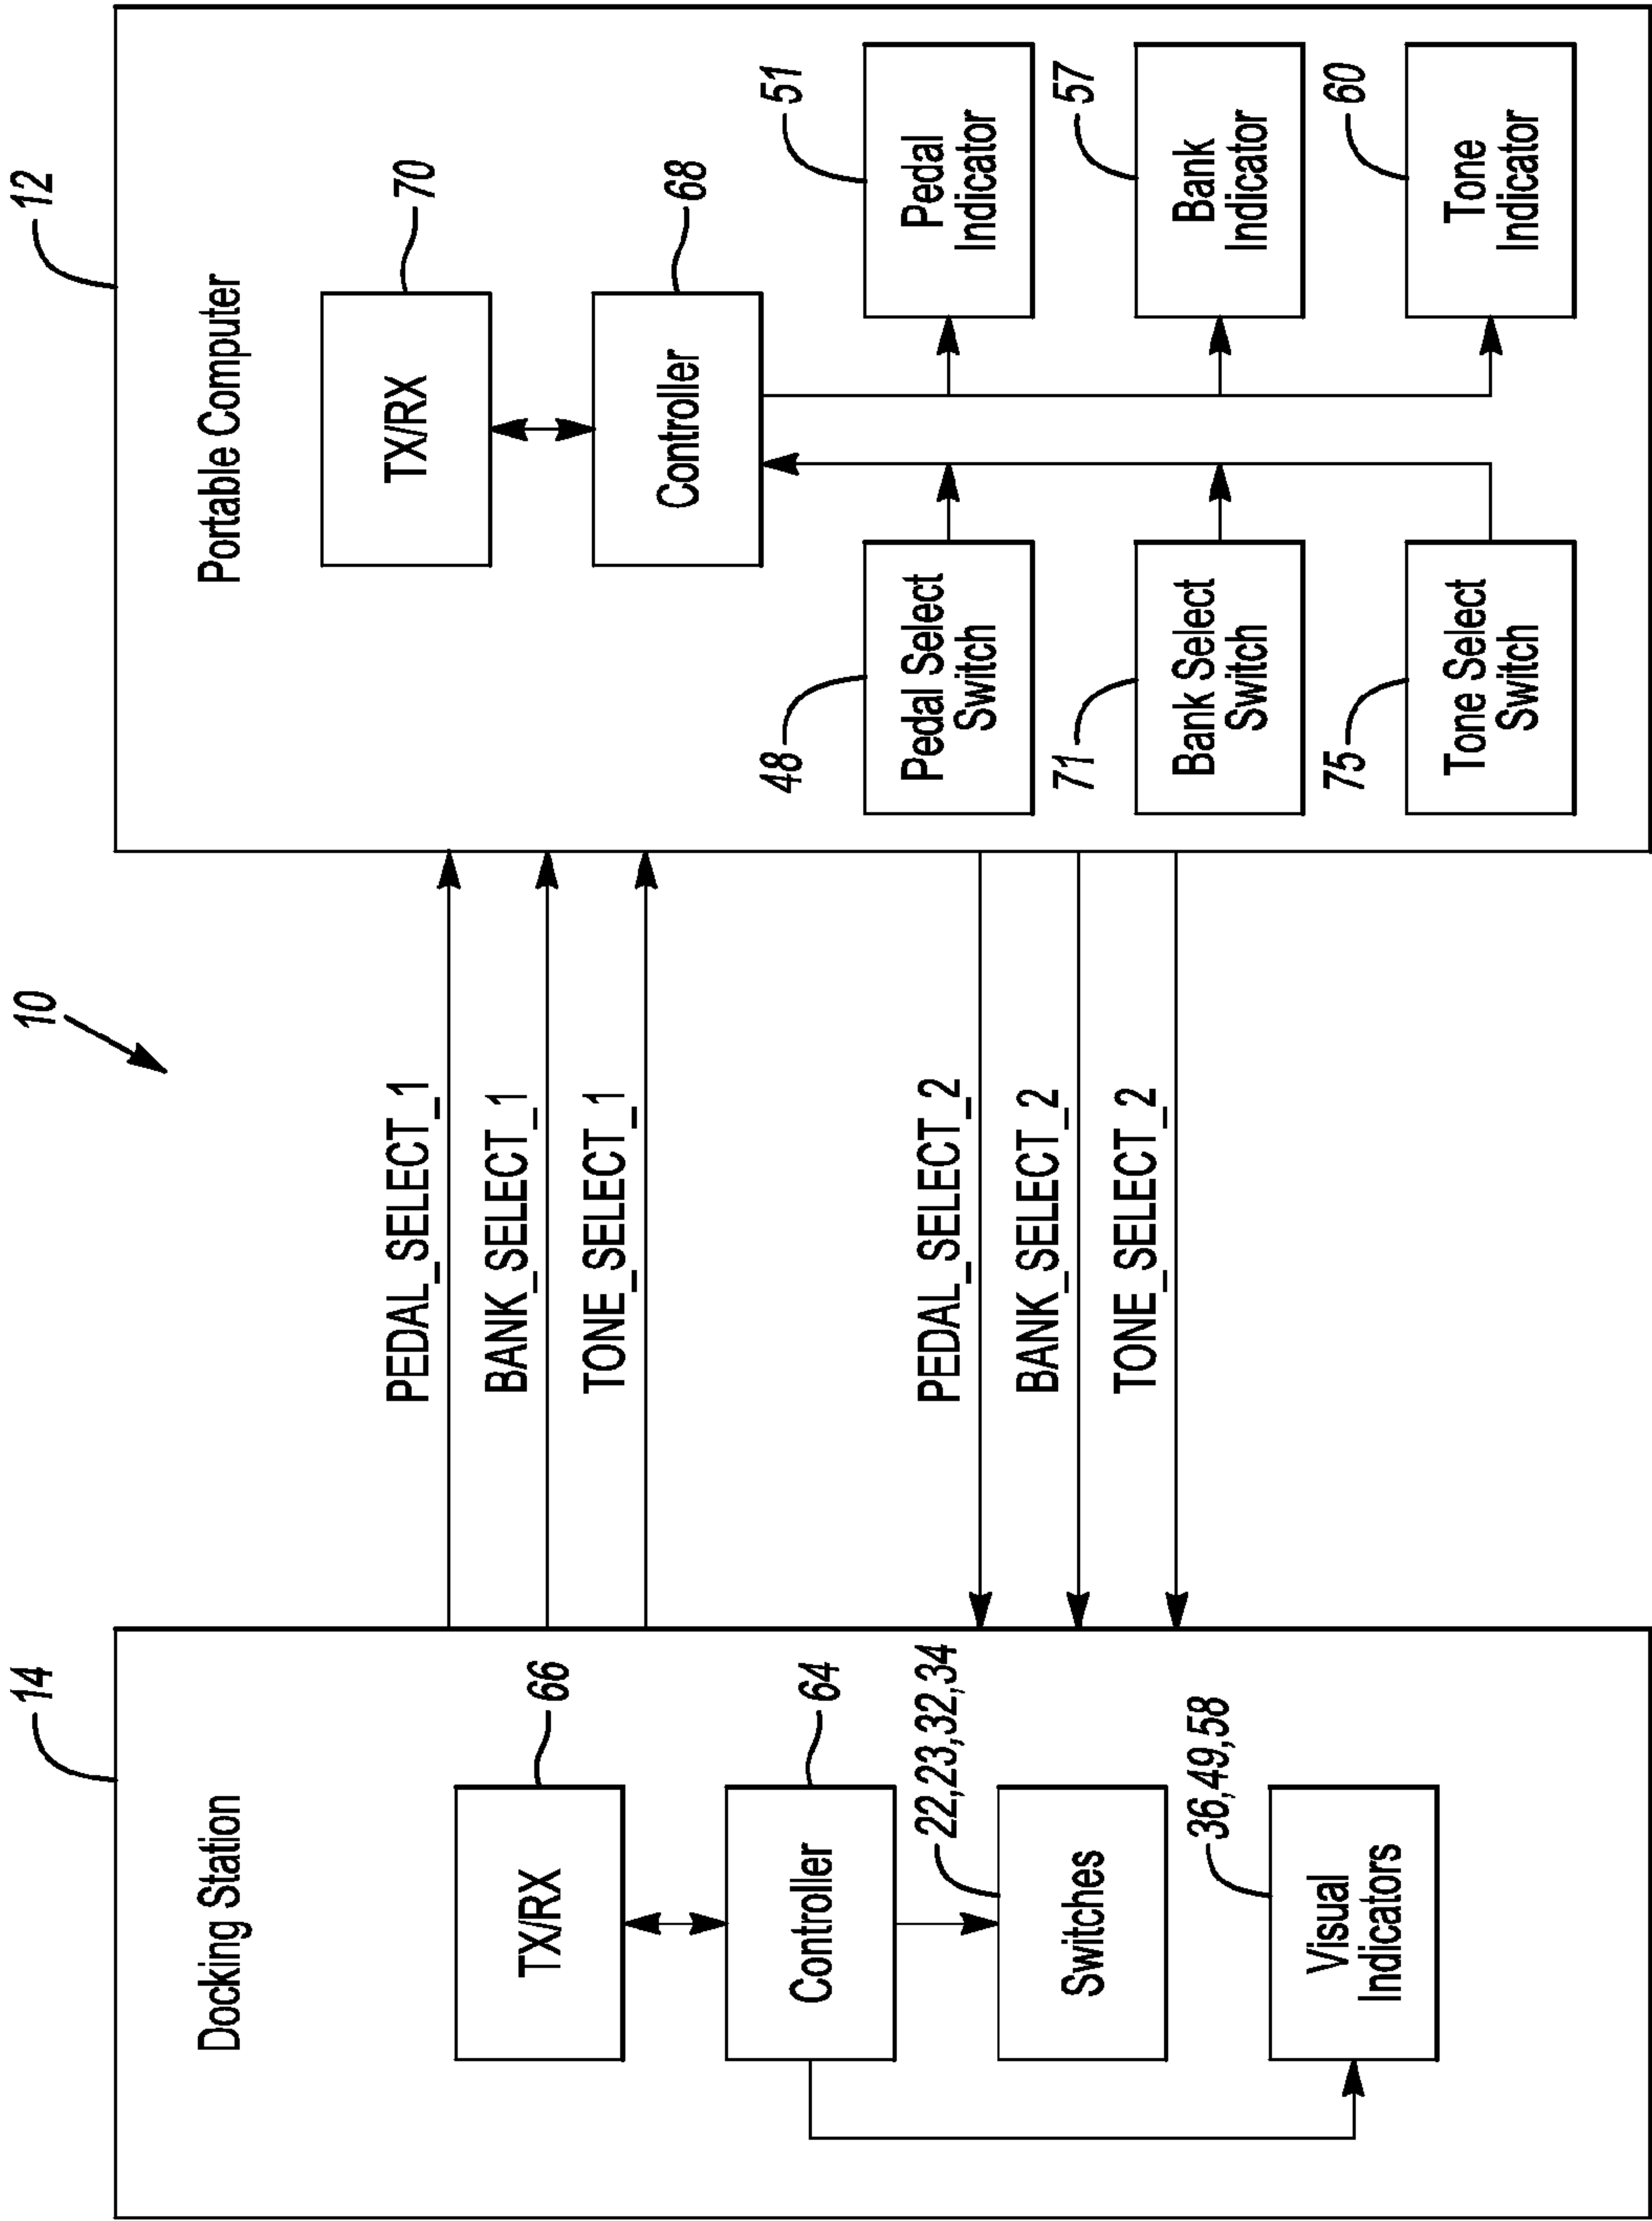 10
14
Docking Station
TX/RX
66
Controller
64
Switches
22,23,32,34
Visual
Indicators
36,49,58
PEDAL_SELECT_1
BANK_SELECT_1
TONE_SELECT_1
PEDAL_SELECT_2
BANK_SELECT_2
TONE_SELECT_2
12
Portable Computer
TX/RX
70
Controller
68
48
Pedal Select
Switch
51
Pedal
Indicator
71
Bank Select
Switch
57
Bank
Indicator
75
Tone Select
Switch
60
Tone
Indicator